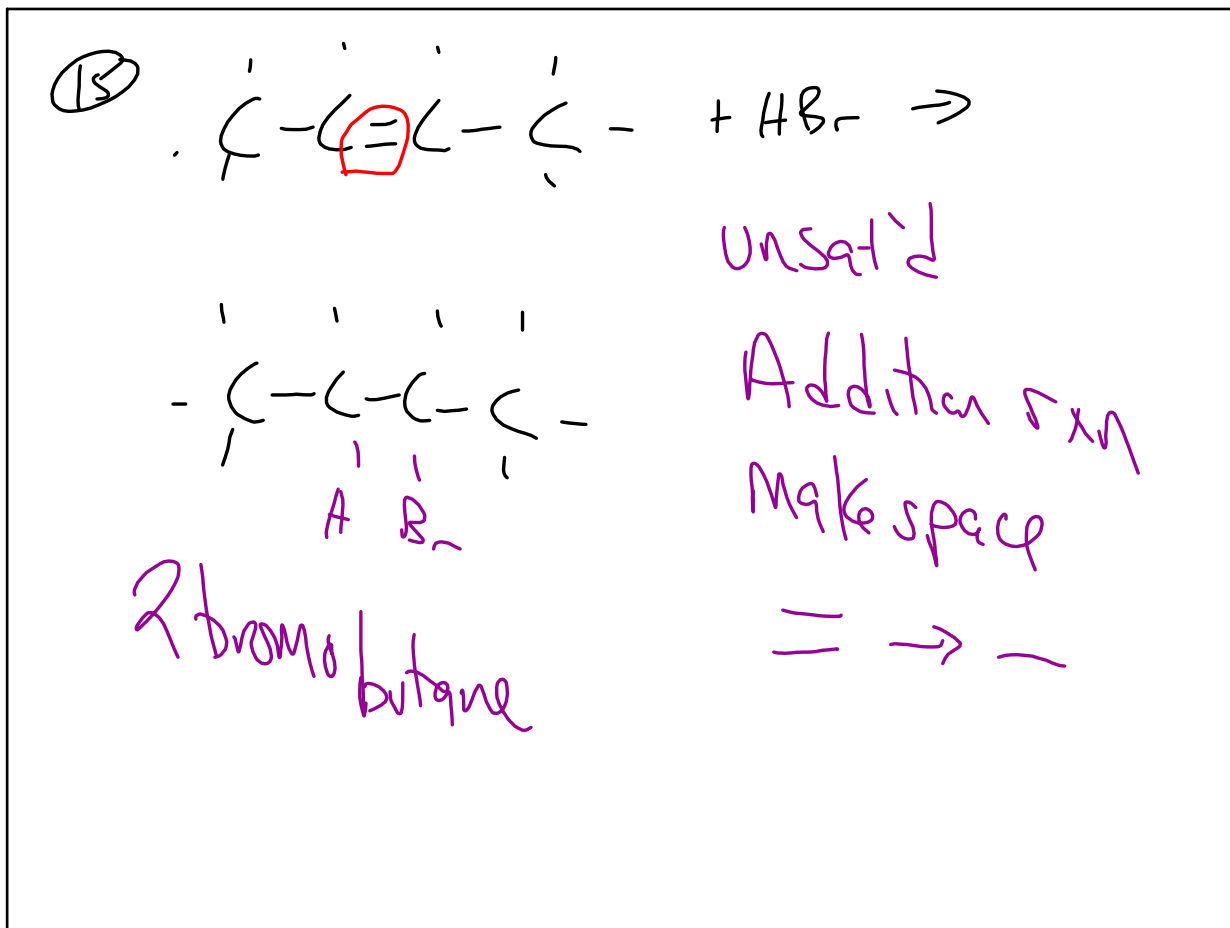 15
C - C = C - C - + HBr →
Unsat'd
- C - C - C - C -
Addition rxn
H Br
Make space
2 bromo butane
= → -